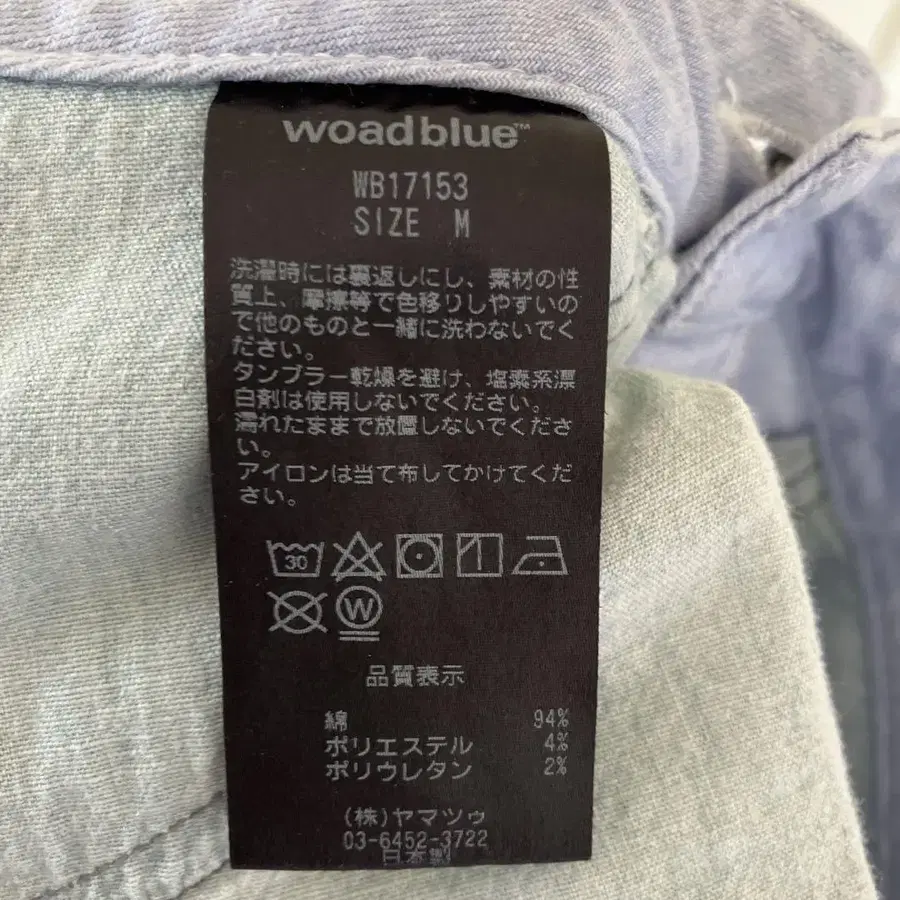 woadblue™
WB17153
SIZE M
洗濯時には裏返しにし、素材の性
質上、摩擦等で色移りしやすいの
で他のものと一緒に洗わないでく
ださい。
タンブラー乾燥を避け、塩素系漂
白剤は使用しないでください。
濡れたままで放置しないでくださ
い。
アイロンは当て布してかけてくだ
さい。
30
W
品質表示
綿 94%
ポリエステル 4%
ポリウレタン 2%
(株)ヤマツゥ
03-6452-3722
日本製